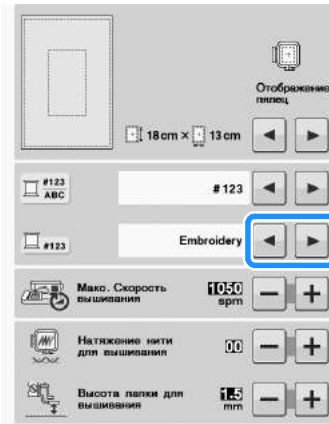 Отображение
пялец
18 cm × 13 cm
#123
ABC
#123
#123
Embroidery
Макс. Скорость
вышивания
1050
spm
Натяжение нити
для вышивания
00
Высота лапки для
вышивания
1.5
mm